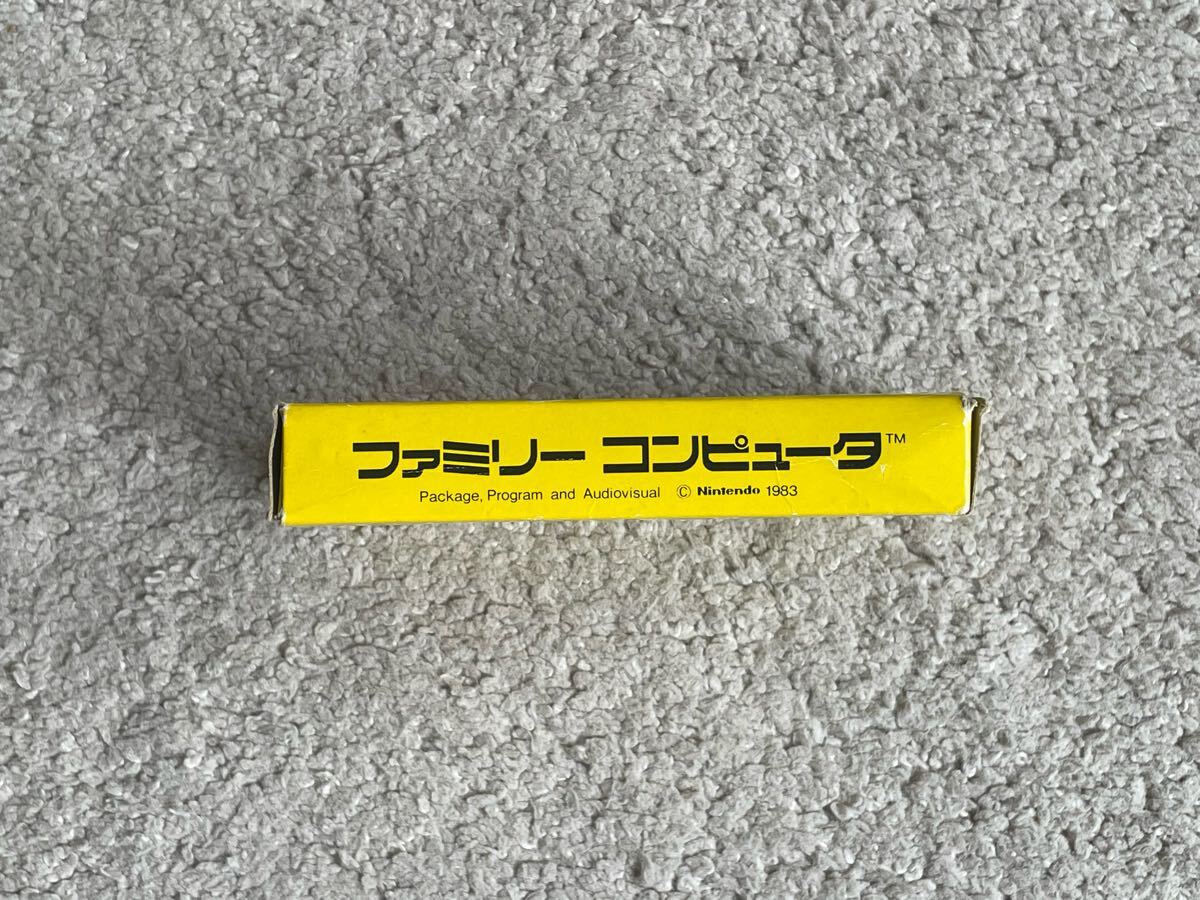 ファミリー コンピュータ™
Package, Program and Audiovisual © Nintendo 1983